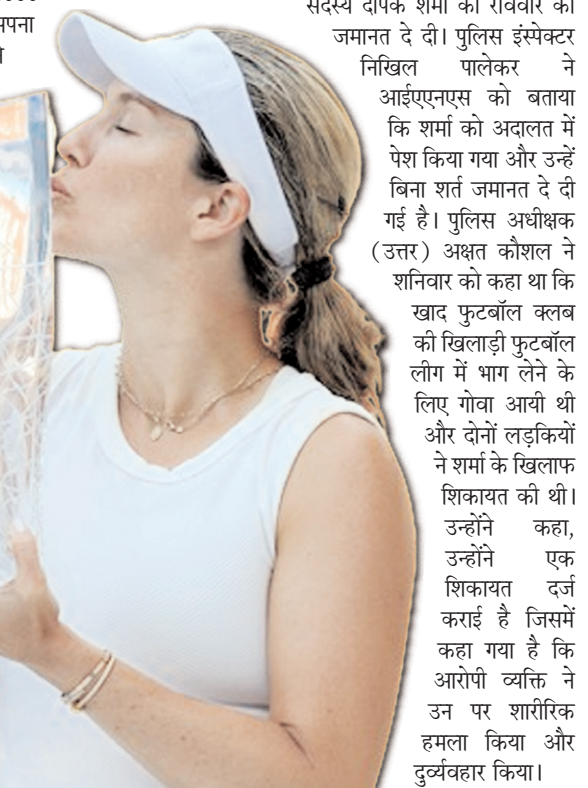 मपना
सदस्य दीपक शर्मा को रविवार को
जमानत दे दी। पुलिस इंस्पेक्टर
निखिल पालेकर ने
आईएएनएस को बताया
कि शर्मा को अदालत में
पेश किया गया और उन्हें
बिना शर्त जमानत दे दी
गई है। पुलिस अधीक्षक
(उत्तर) अक्षत कौशल ने
शनिवार को कहा था कि
खाद फुटबॉल क्लब
की खिलाड़ी फुटबॉल
लीग में भाग लेने के
लिए गोवा आयी थी
और दोनों लड़कियों
ने शर्मा के खिलाफ
शिकायत की थी।
उन्होंने कहा,
उन्होंने एक
शिकायत दर्ज
कराई है जिसमें
कहा गया है कि
आरोपी व्यक्ति ने
उन पर शारीरिक
हमला किया और
दुर्व्यवहार किया।